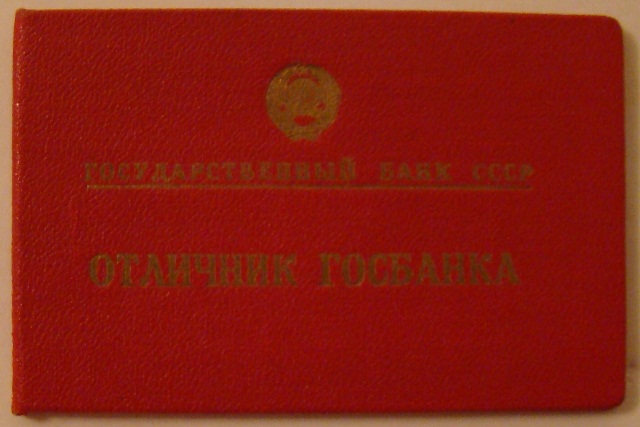 ГОСУДАРСТВЕННЫЙ БАНК СССР
ОТЛИЧНИК ГОСБАНКА